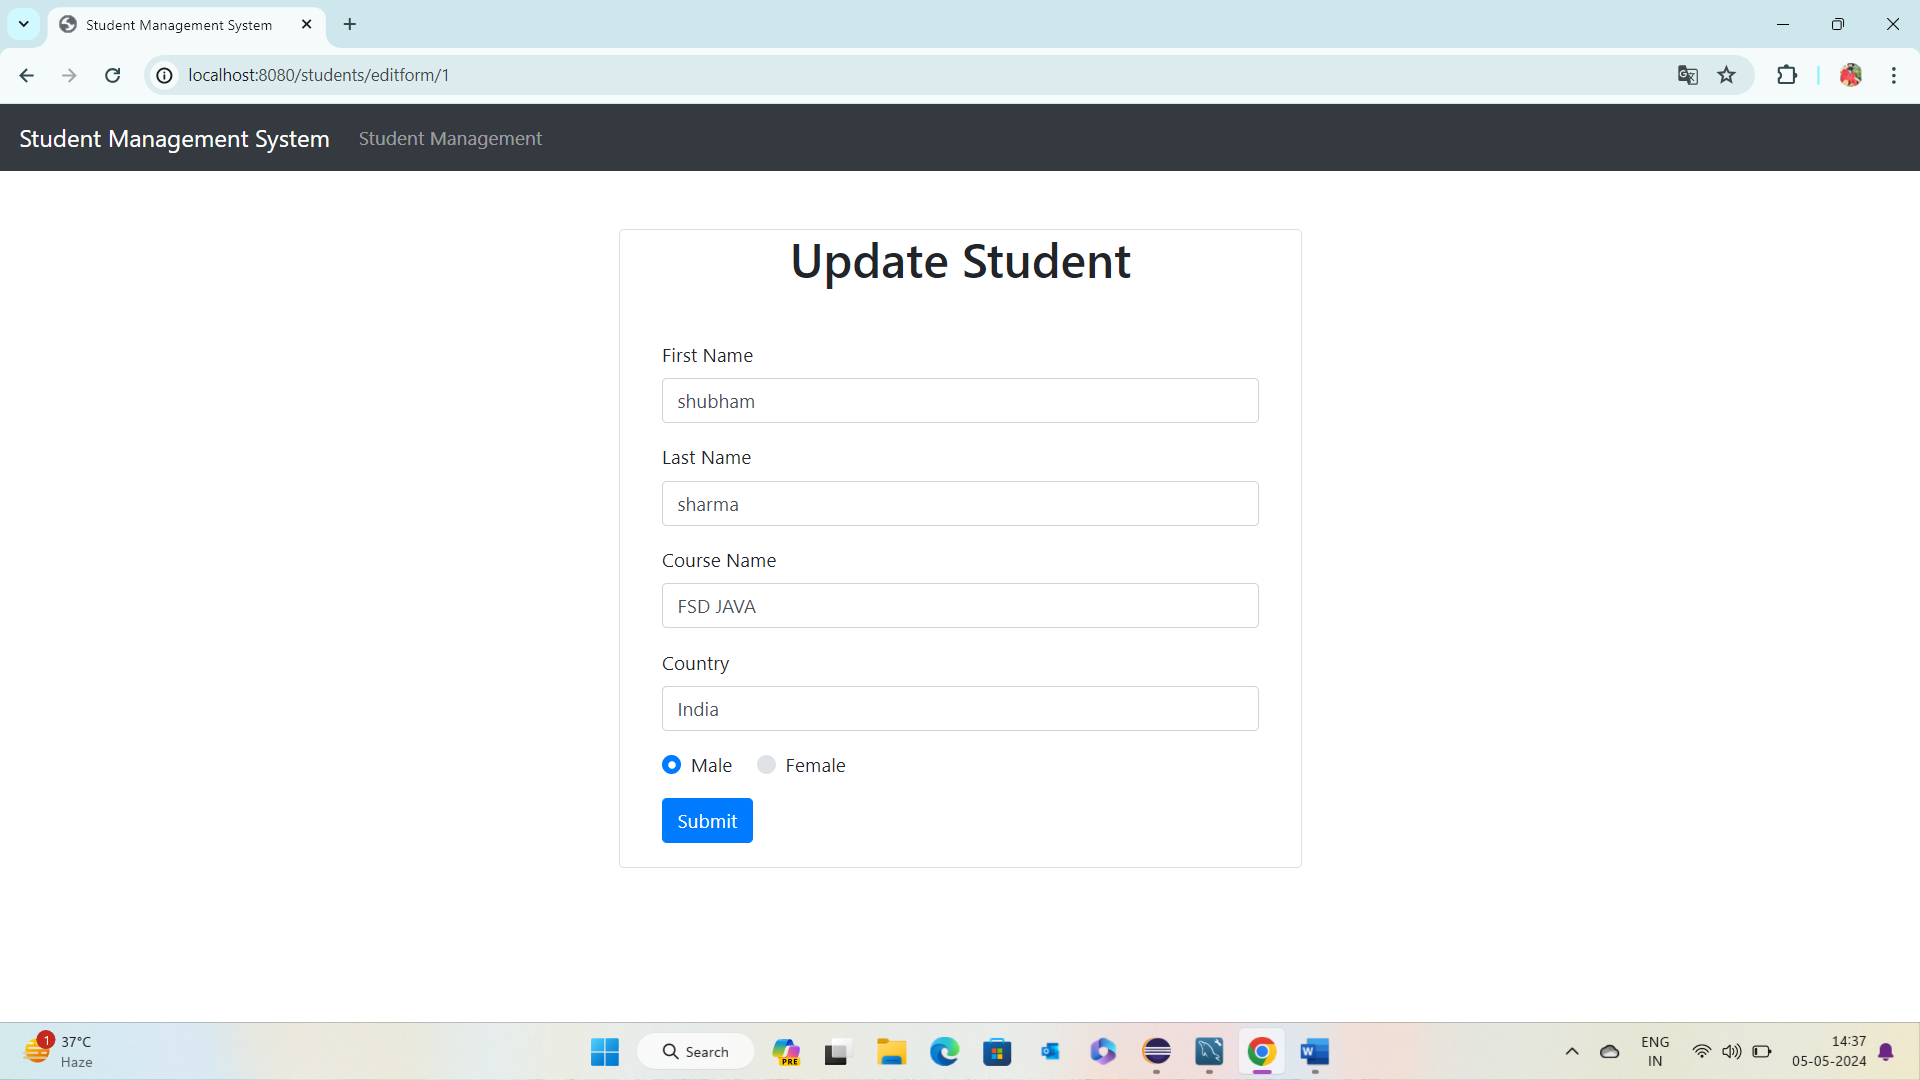 Student Management System
localhost:8080/students/editform/1
Student Management System Student Management
Update Student
First Name
shubham
Last Name
sharma
Course Name
FSD JAVA
Country
India
Male Female
Submit
1 37°C
Haze
Search
PRE
ENG
IN
14:37
05-05-2024